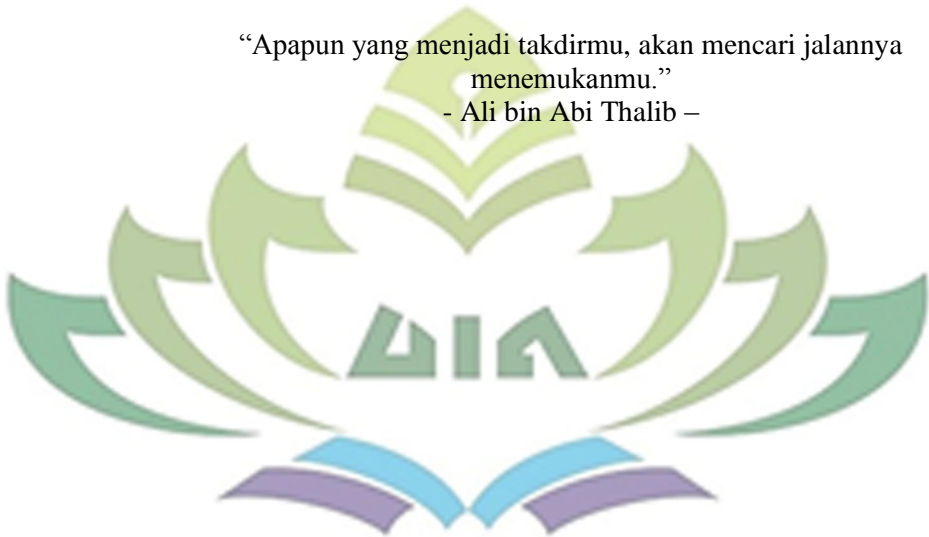 “Apapun yang menjadi takdirmu, akan mencari jalannya
menemukanmu.”
- Ali bin Abi Thalib –
UIN